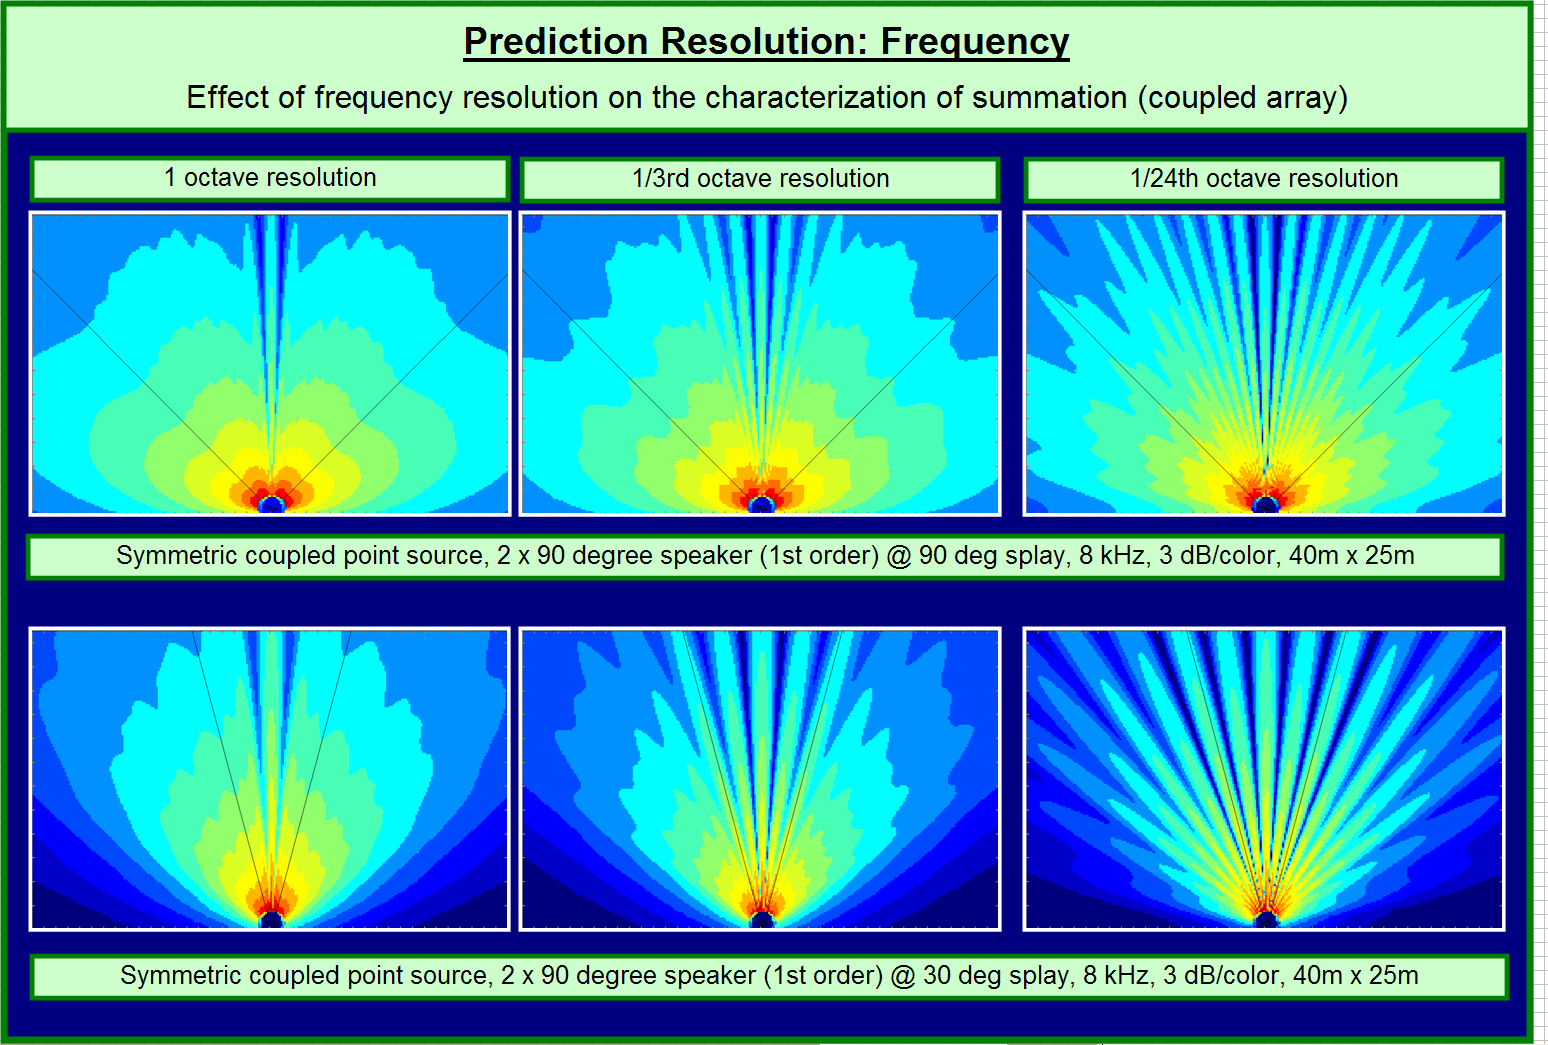 Prediction Resolution: Frequency
Effect of frequency resolution on the characterization of summation (coupled array)
1 octave resolution
1/3rd octave resolution
1/24th octave resolution
Symmetric coupled point source, 2 x 90 degree speaker (1st order) @ 90 deg splay, 8 kHz, 3 dB/color, 40m x 25m
Symmetric coupled point source, 2 x 90 degree speaker (1st order) @ 30 deg splay, 8 kHz, 3 dB/color, 40m x 25m